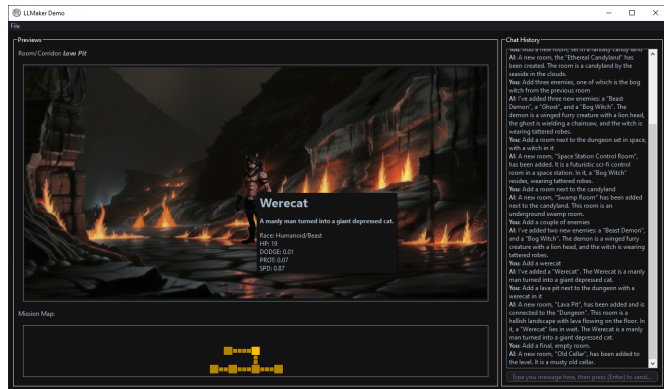 LLMaker Demo
File
Previews
Room/Corridor: Lava Pit
Werecat
A manly man turned into a giant depressed cat.
Race: Humanoid/Beast
HP: 19
DODGE: 0.01
PROT: 0.07
SPD: 0.87
Mission Map:
Chat History
You: Add a new room, set in a fantasy candy land
AI: A new room, the "Ethereal Candyland" has
been created. The room is a candyland by the
seaside in the clouds.
You: Add three enemies, one of which is the bog
witch from the previous room
AI: I've added three new enemies: a "Beast
Demon", a "Ghost", and a "Bog Witch". The
demon is a winged furry creature with a lion head,
the ghost is wielding a chainsaw, and the witch is
wearing tattered robes.
You: Add a room next to the dungeon set in space,
with a witch in it
AI: A new room, "Space Station Control Room",
has been added. It is a futuristic sci-fi control
room in a space station. In it, a "Bog Witch"
resides, wearing tattered robes.
You: Add a room next to the candyland
AI: A new room, "Swamp Room" has been added
next to the candyland. This room is an
underground swamp room.
You: Add a couple of enemies
AI: I've added two new enemies: a "Beast Demon",
and a "Bog Witch". The demon is a winged furry
creature with a lion head, and the witch is wearing
tattered robes.
You: Add a werecat
AI: I've added a "Werecat". The Werecat is a manly
man turned into a giant depressed cat.
You: Add a lava pit next to the dungeon with a
werecat in it
AI: A new room, "Lava Pit", has been added and is
connected to the "Dungeon". This room is a
hellish landscape with lava flowing on the floor. In
it, a "Werecat" lies in wait. The Werecat is a manly
man turned into a giant depressed cat.
You: Add a final, empty room.
AI: A new room, "Old Cellar", has been added to
the level. It is a musty old cellar.
Type you message here, then press [Enter] to send...